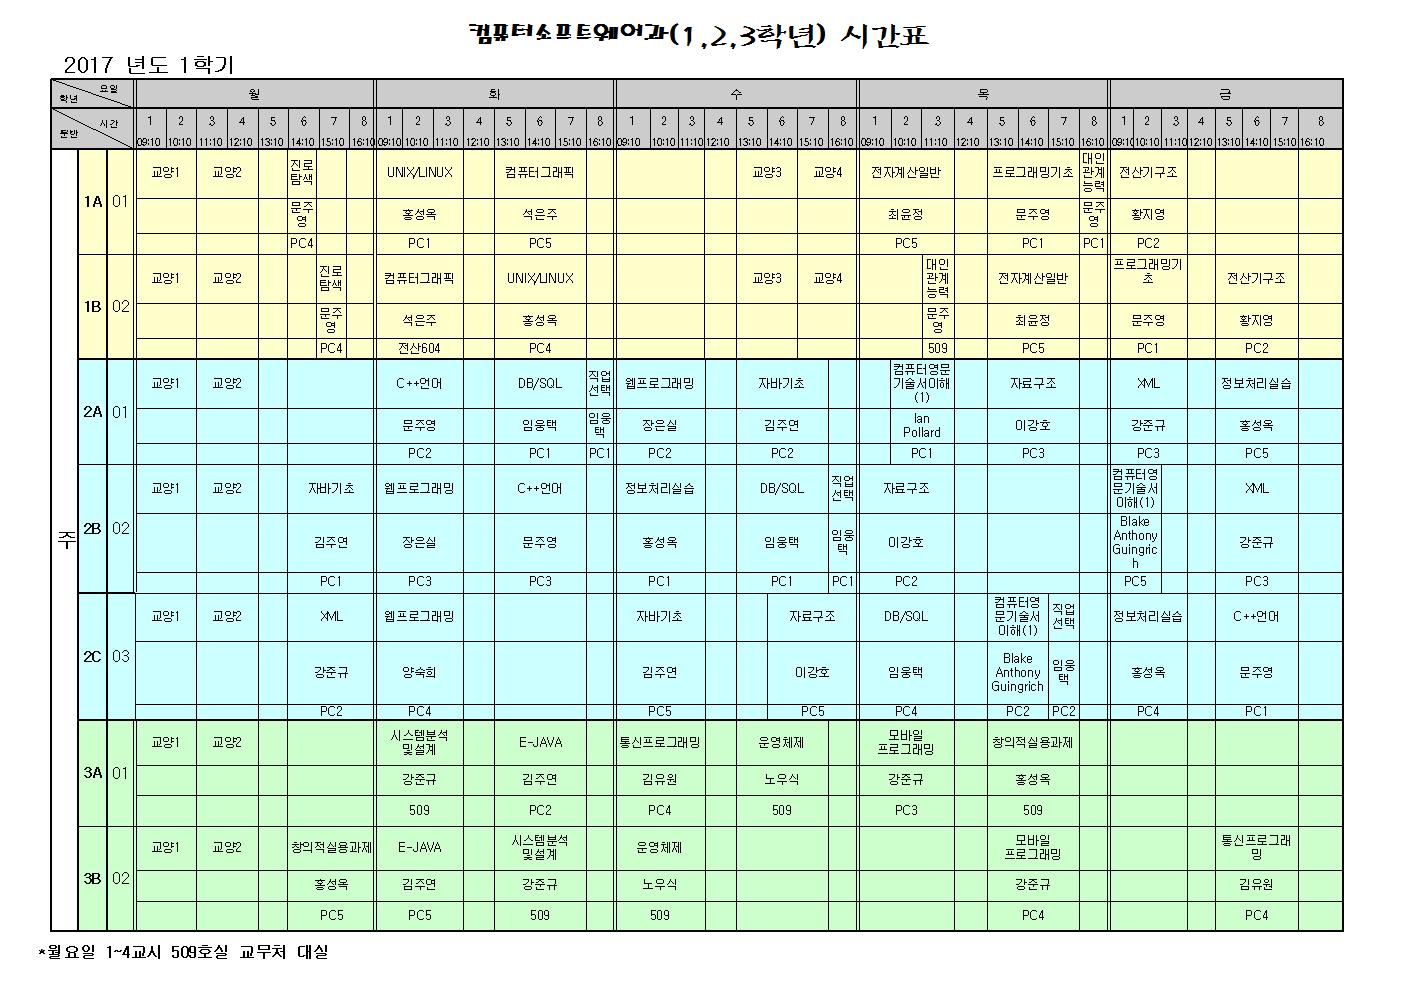 컴퓨터소프트웨어과(1,2,3학년) 시간표
2017 년도 1학기
요일 학년 월 화 수 목 금
시간 문반 1 2 3 4 5 6 7 8 1 2 3 4 5 6 7 8 1 2 3 4 5 6 7 8 1 2 3 4 5 6 7 8 1 2 3 4 5 6 7 8
09:10 10:10 11:10 12:10 13:10 14:10 15:10 16:10 09:10 10:10 11:10 12:10 13:10 14:10 15:10 16:10 09:10 10:10 11:10 12:10 13:10 14:10 15:10 16:10 09:10 10:10 11:10 12:10 13:10 14:10 15:10 16:10 09:10 10:10 11:10 12:10 13:10 14:10 15:10 16:10
주
1A 01
교양1 교양2 진로탐색 UNIX/LINUX 컴퓨터그래픽 교양3 교양4 전자계산일반 프로그래밍기초 대인관계능력 전산기구조
문주영 홍성옥 석은주 최윤정 문주영 문주영 황지영
PC4 PC1 PC5 PC5 PC1 PC1 PC2
1B 02
교양1 교양2 진로탐색 컴퓨터그래픽 UNIX/LINUX 교양3 교양4 대인관계능력 전자계산일반 프로그래밍기초 전산기구조
문주영 석은주 홍성옥 문주영 최윤정 문주영 황지영
PC4 전산604 PC4 509 PC5 PC1 PC2
2A 01
교양1 교양2 C++언어 DB/SQL 직업선택 웹프로그래밍 자바기초 컴퓨터영문기술서이해(1) 자료구조 XML 정보처리실습
문주영 임웅택 임웅택 장은실 김주연 Ian Pollard 이강호 강준규 홍성옥
PC2 PC1 PC1 PC2 PC2 PC1 PC3 PC3 PC5
2B 02
교양1 교양2 자바기초 웹프로그래밍 C++언어 정보처리실습 DB/SQL 직업선택 자료구조 컴퓨터영문기술서이해(1) XML
김주연 장은실 문주영 홍성옥 임웅택 임웅택 이강호 Blake Anthony Guingrich 강준규
PC1 PC3 PC3 PC1 PC1 PC1 PC2 PC5 PC3
2C 03
교양1 교양2 XML 웹프로그래밍 자바기초 자료구조 DB/SQL 컴퓨터영문기술서이해(1) 직업선택 정보처리실습 C++언어
강준규 양숙희 김주연 이강호 임웅택 Blake Anthony Guingrich 임웅택 홍성옥 문주영
PC2 PC4 PC5 PC5 PC4 PC2 PC2 PC4 PC1
3A 01
교양1 교양2 시스템분석및설계 E-JAVA 통신프로그래밍 운영체제 모바일프로그래밍 창의적실용과제
강준규 김주연 김유원 노우식 강준규 홍성옥
509 PC2 PC4 509 PC3 509
3B 02
교양1 교양2 창의적실용과제 E-JAVA 시스템분석및설계 운영체제 모바일프로그래밍 통신프로그래밍
홍성옥 김주연 강준규 노우식 강준규 김유원
PC5 PC5 509 509 PC4 PC4
*월요일 1~4교시 509호실 교무처 대실